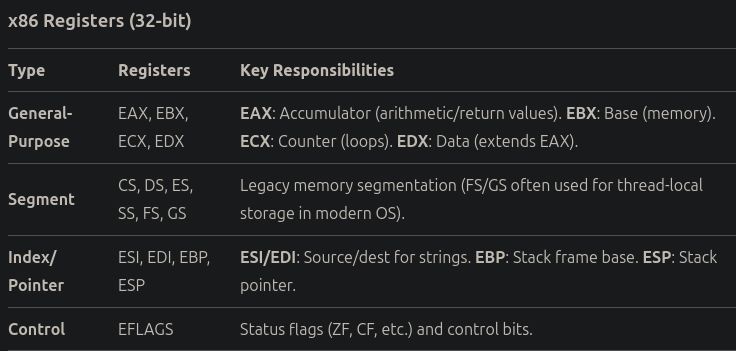 x86 Registers (32-bit)
Type Registers Key Responsibilities
General- EAX, EBX, EAX: Accumulator (arithmetic/return values). EBX: Base (memory).
Purpose ECX, EDX ECX: Counter (loops). EDX: Data (extends EAX).
Segment CS, DS, ES, Legacy memory segmentation (FS/GS often used for thread-local
SS, FS, GS storage in modern OS).
Index/ ESI, EDI, EBP, ESI/EDI: Source/dest for strings. EBP: Stack frame base. ESP: Stack
Pointer ESP pointer.
Control EFLAGS Status flags (ZF, CF, etc.) and control bits.